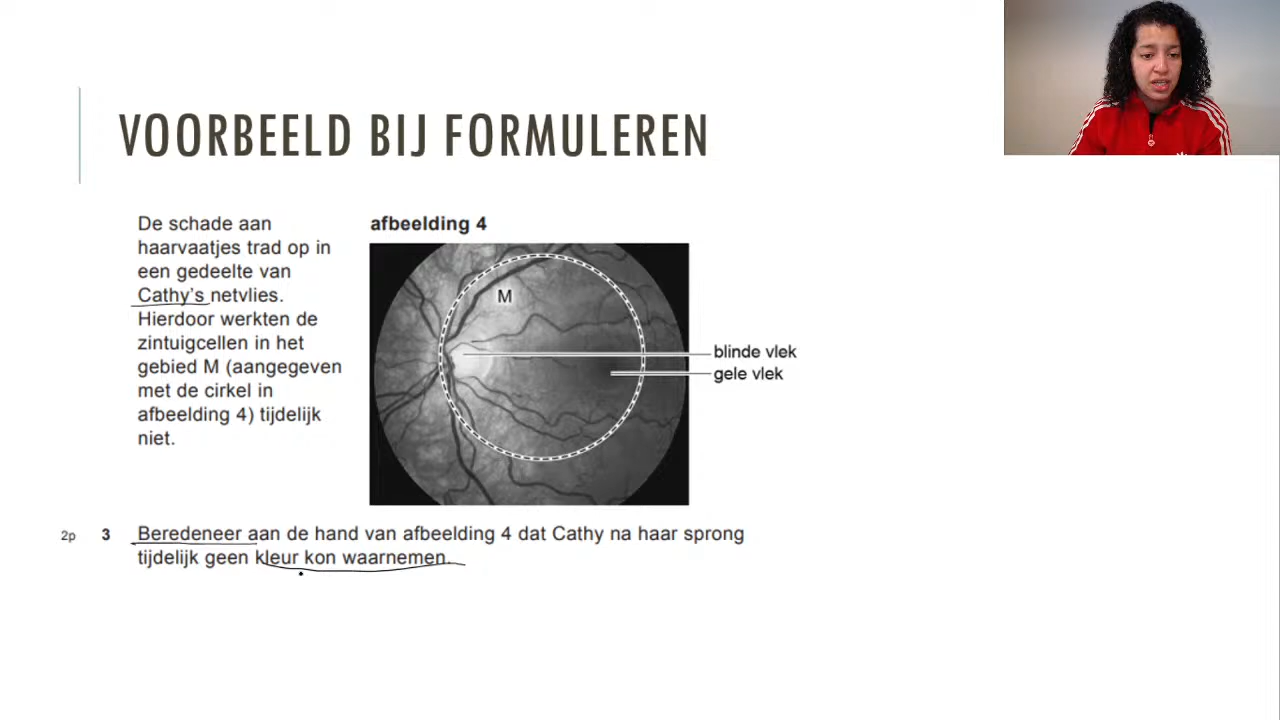 VOORBEELD BIJ FORMULEREN
De schade aan
haarvaatjes trad op in
een gedeelte van
Cathy's netvlies.
Hierdoor werkten de
zintuigcellen in het
gebied M (aangegeven
met de cirkel in
afbeelding 4) tijdelijk
niet.
afbeelding 4
M
blinde vlek
gele vlek
2p 3 Beredeneer aan de hand van afbeelding 4 dat Cathy na haar sprong
tijdelijk geen kleur kon waarnemen.